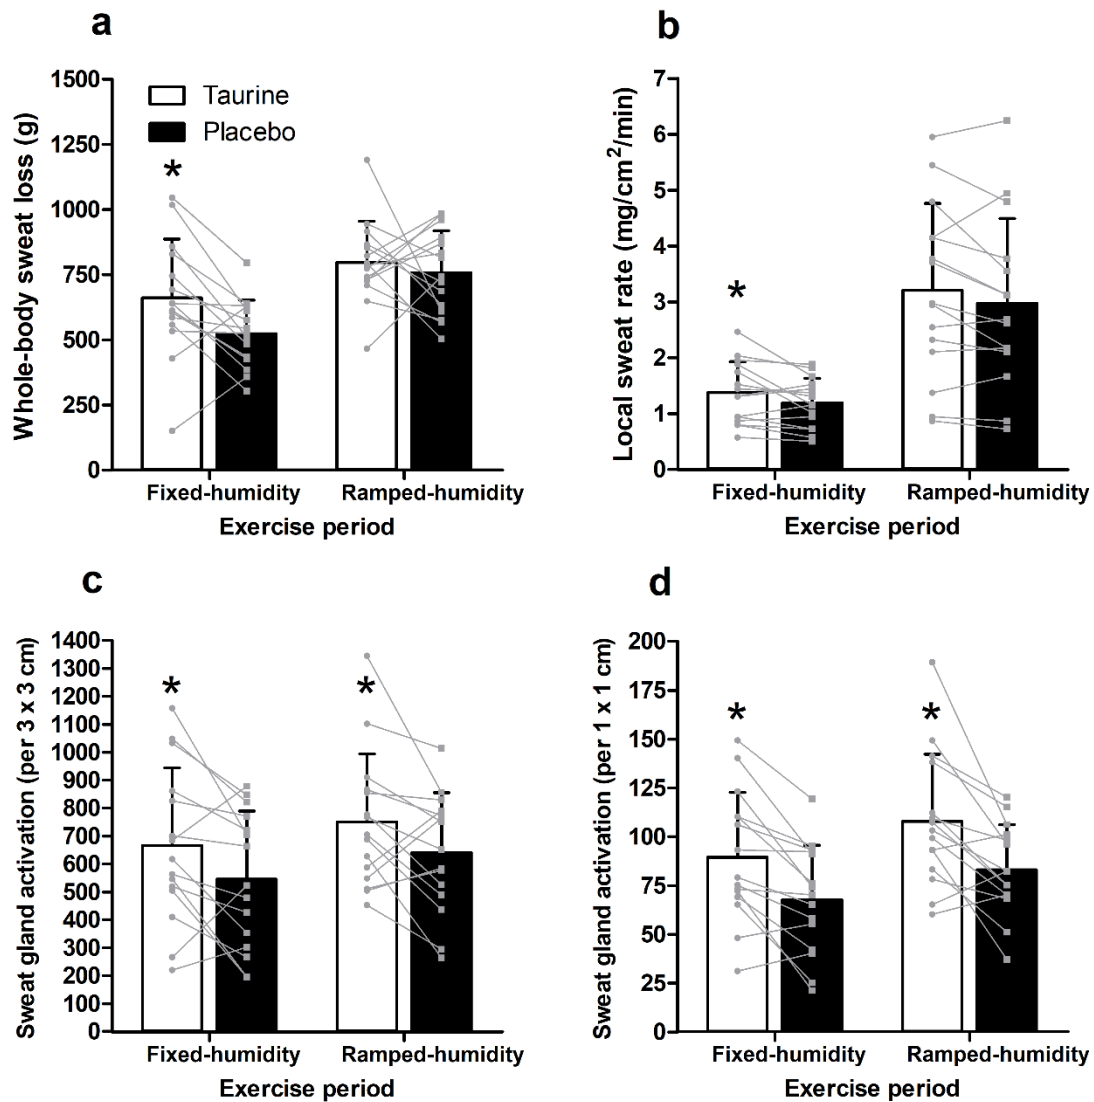 a
Whole-body sweat loss (g)
1500
1250
1000
750
500
250
0
Taurine
Placebo
*
Fixed-humidity
Ramped-humidity
Exercise period
b
Local sweat rate (mg/cm²/min)
7
6
5
4
3
2
1
0
*
Fixed-humidity
Ramped-humidity
Exercise period
c
Sweat gland activation (per 3 x 3 cm)
1400
1300
1200
1100
1000
900
800
700
600
500
400
300
200
100
0
*
*
Fixed-humidity
Ramped-humidity
Exercise period
d
Sweat gland activation (per 1 x 1 cm)
200
175
150
125
100
75
50
25
0
*
*
Fixed-humidity
Ramped-humidity
Exercise period